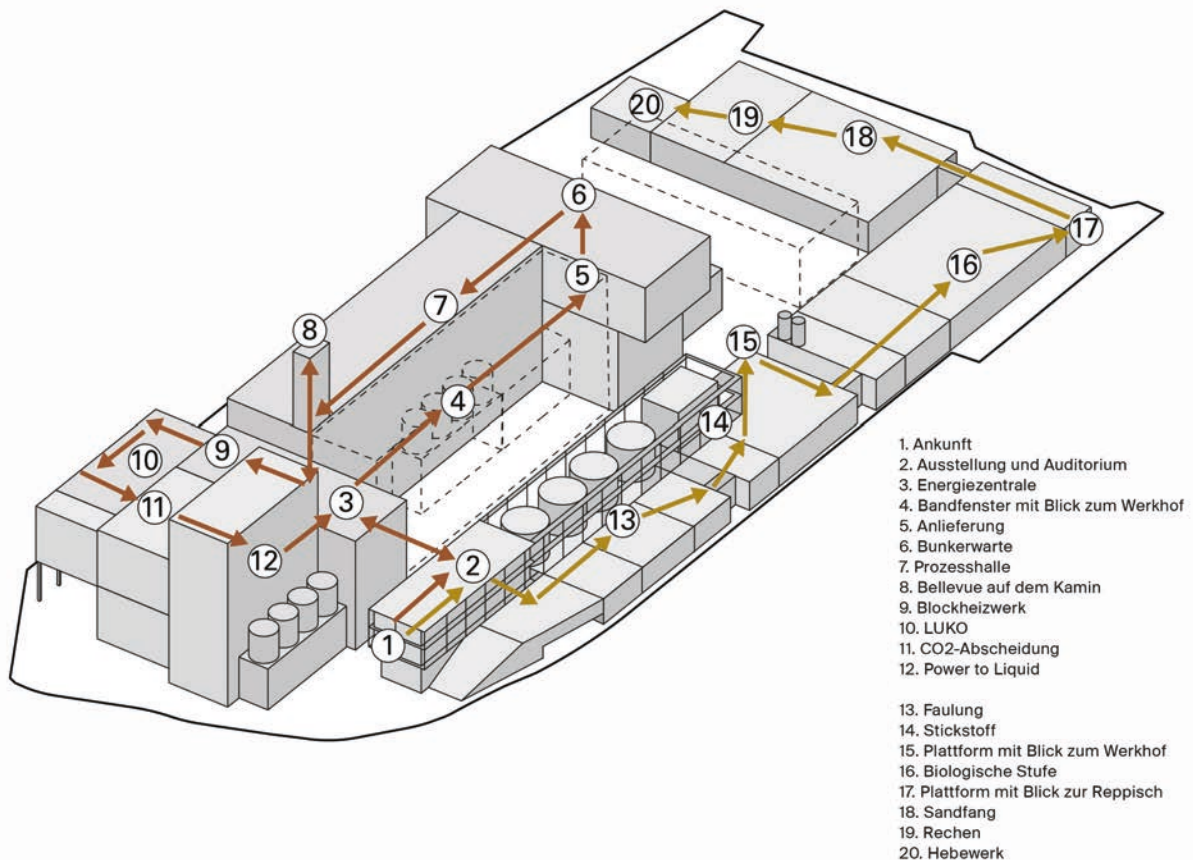 20
19
18
6
17
5
16
7
8
15
4
14
9
10
3
13
11
12
2
1
1. Ankunft
2. Ausstellung und Auditorium
3. Energiezentrale
4. Bandfenster mit Blick zum Werkhof
5. Anlieferung
6. Bunkerwarte
7. Prozesshalle
8. Bellevue auf dem Kamin
9. Blockheizwerk
10. LUKO
11. CO2-Abscheidung
12. Power to Liquid
13. Faulung
14. Stickstoff
15. Plattform mit Blick zum Werkhof
16. Biologische Stufe
17. Plattform mit Blick zur Reppisch
18. Sandfang
19. Rechen
20. Hebewerk